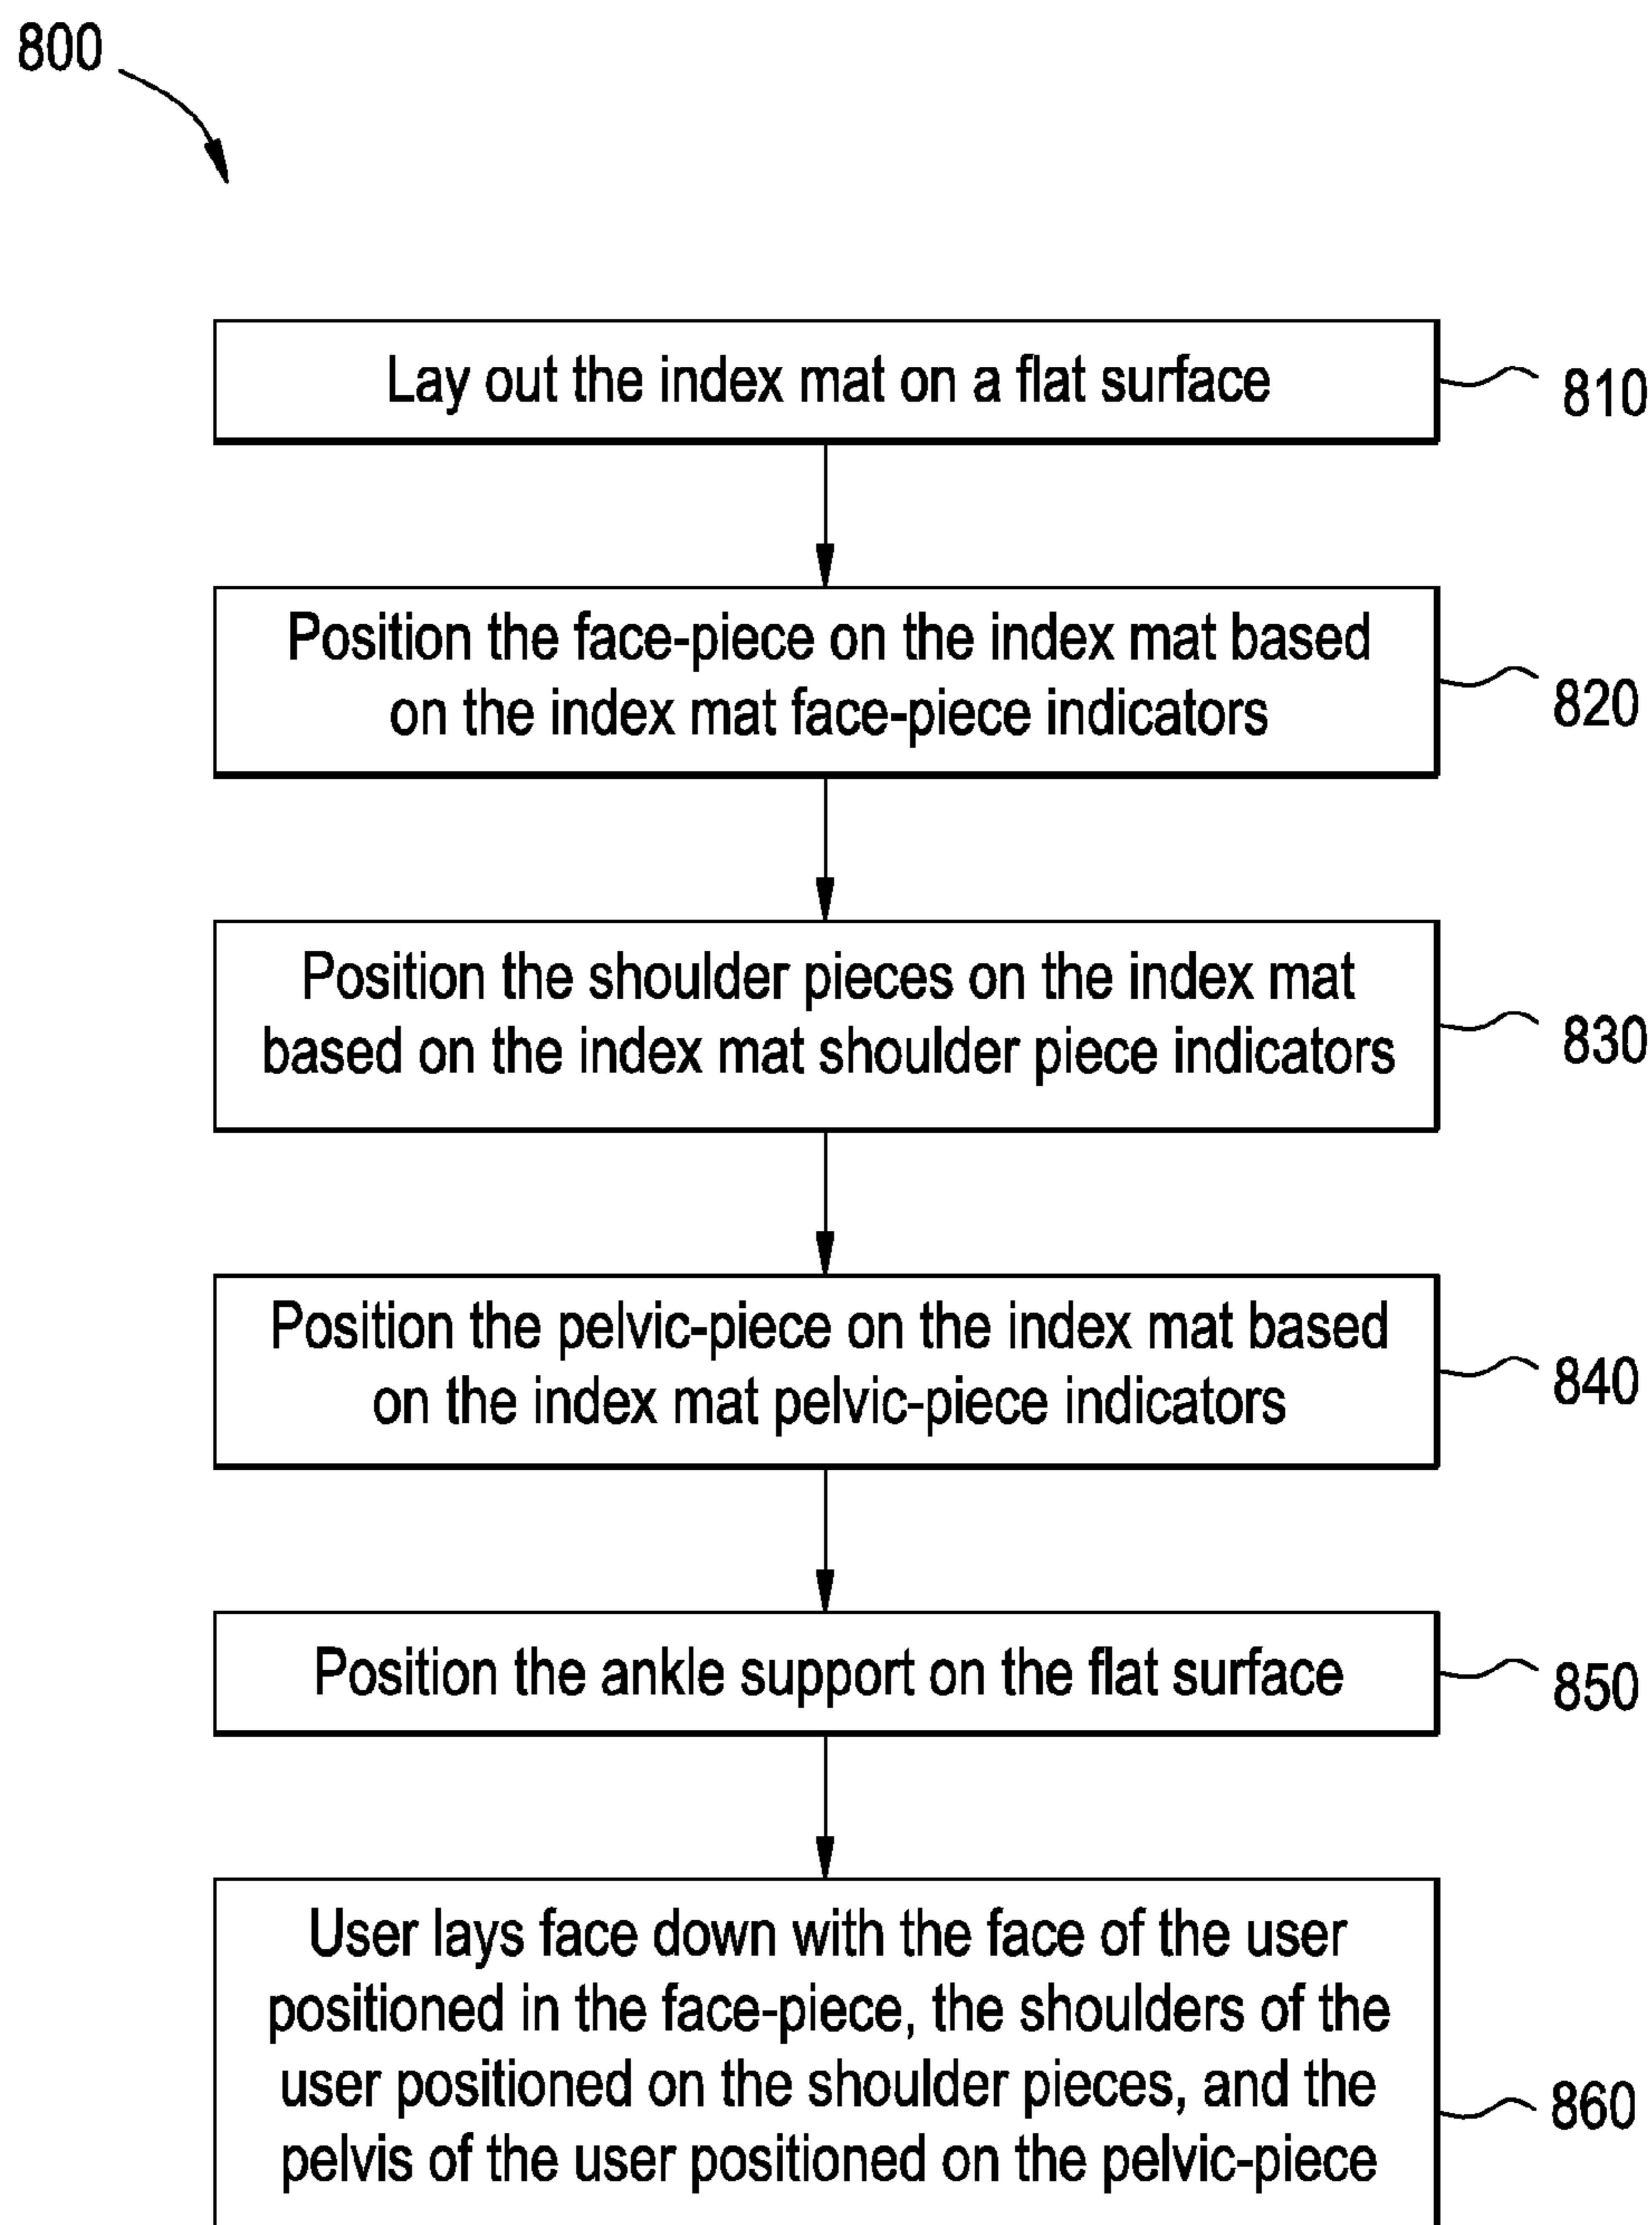 800
Lay out the index mat on a flat surface
810
Position the face-piece on the index mat based
on the index mat face-piece indicators
820
Position the shoulder pieces on the index mat
based on the index mat shoulder piece indicators
830
Position the pelvic-piece on the index mat based
on the index mat pelvic-piece indicators
840
Position the ankle support on the flat surface
850
User lays face down with the face of the user
positioned in the face-piece, the shoulders of the
user positioned on the shoulder pieces, and the
pelvis of the user positioned on the pelvic-piece
860